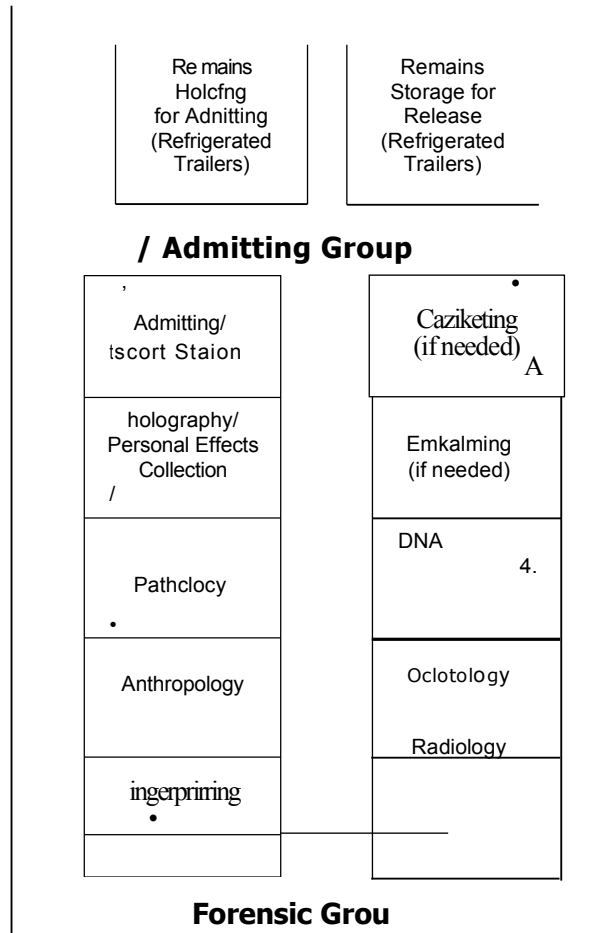 Re mains
Holcfng
for Adnitting
(Refrigerated
Trailers)
Remains
Storage for
Release
(Refrigerated
Trailers)
/ Admitting Group
,
Admitting/
tscort Staion
•
Caziketing
(if needed)
A
holography/
Personal Effects
Collection
/
Emkalming
(if needed)
Pathclocy
•
DNA
4.
Anthropology
Oclotology
Radiology
ingerprirring
•
Forensic Grou